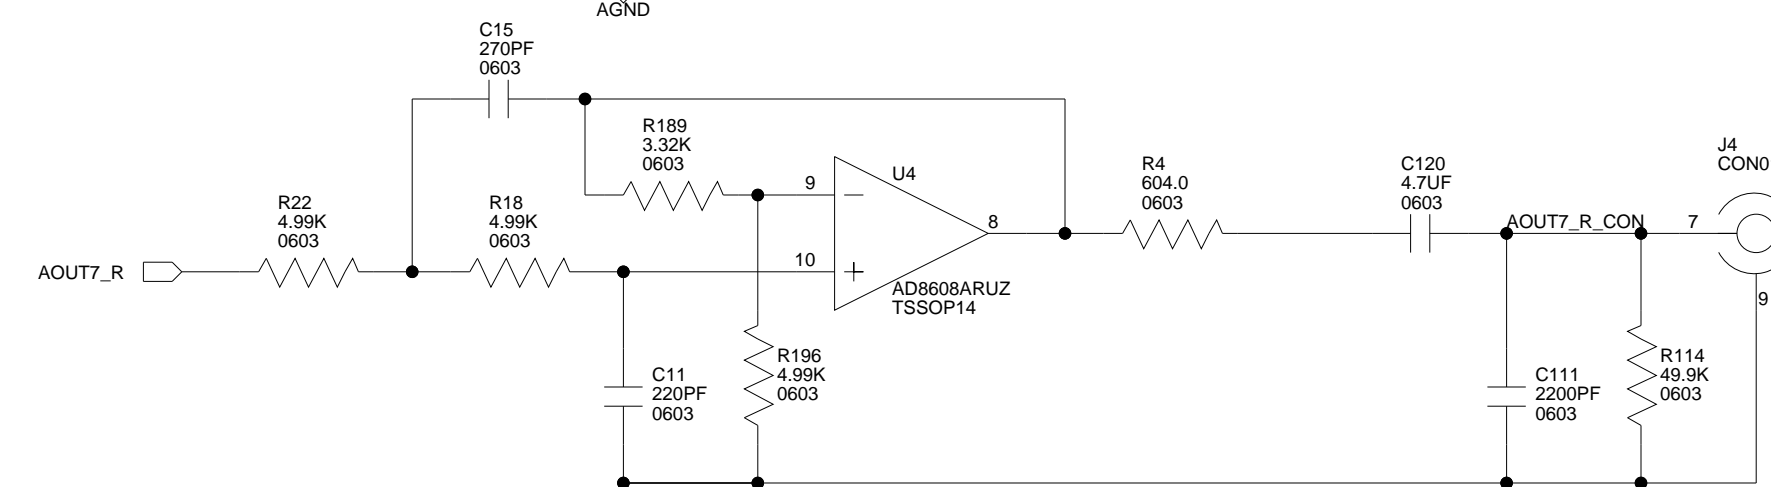 AGND
C15
270PF
0603
R189
3.32K
0603
R22
4.99K
0603
R18
4.99K
0603
AOUT7_R
9
10
U4
8
AD8608ARUZ
TSSOP14
R4
604.0
0603
C120
4.7UF
0603
AOUT7_R_CON
7
J4
CON0
9
C11
220PF
0603
R196
4.99K
0603
C111
2200PF
0603
R114
49.9K
0603